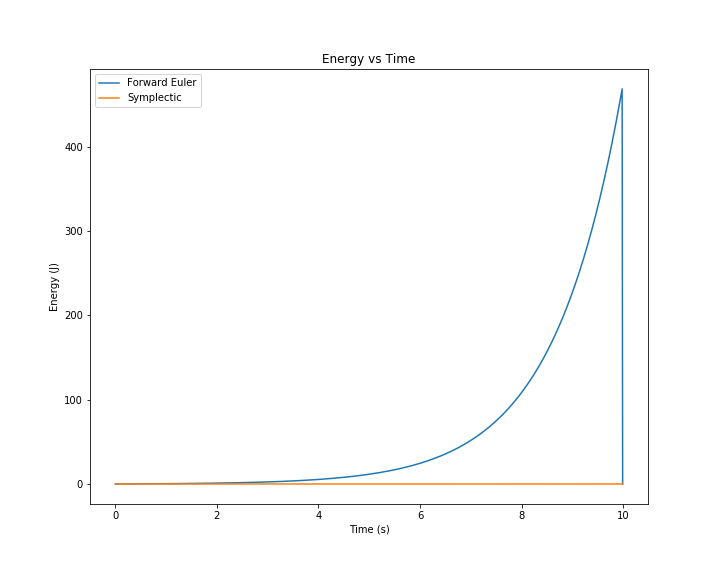 Energy vs Time
Forward Euler
Symplectic
400
300
200
100
0
Energy (J)
0 2 4 6 8 10
Time (s)